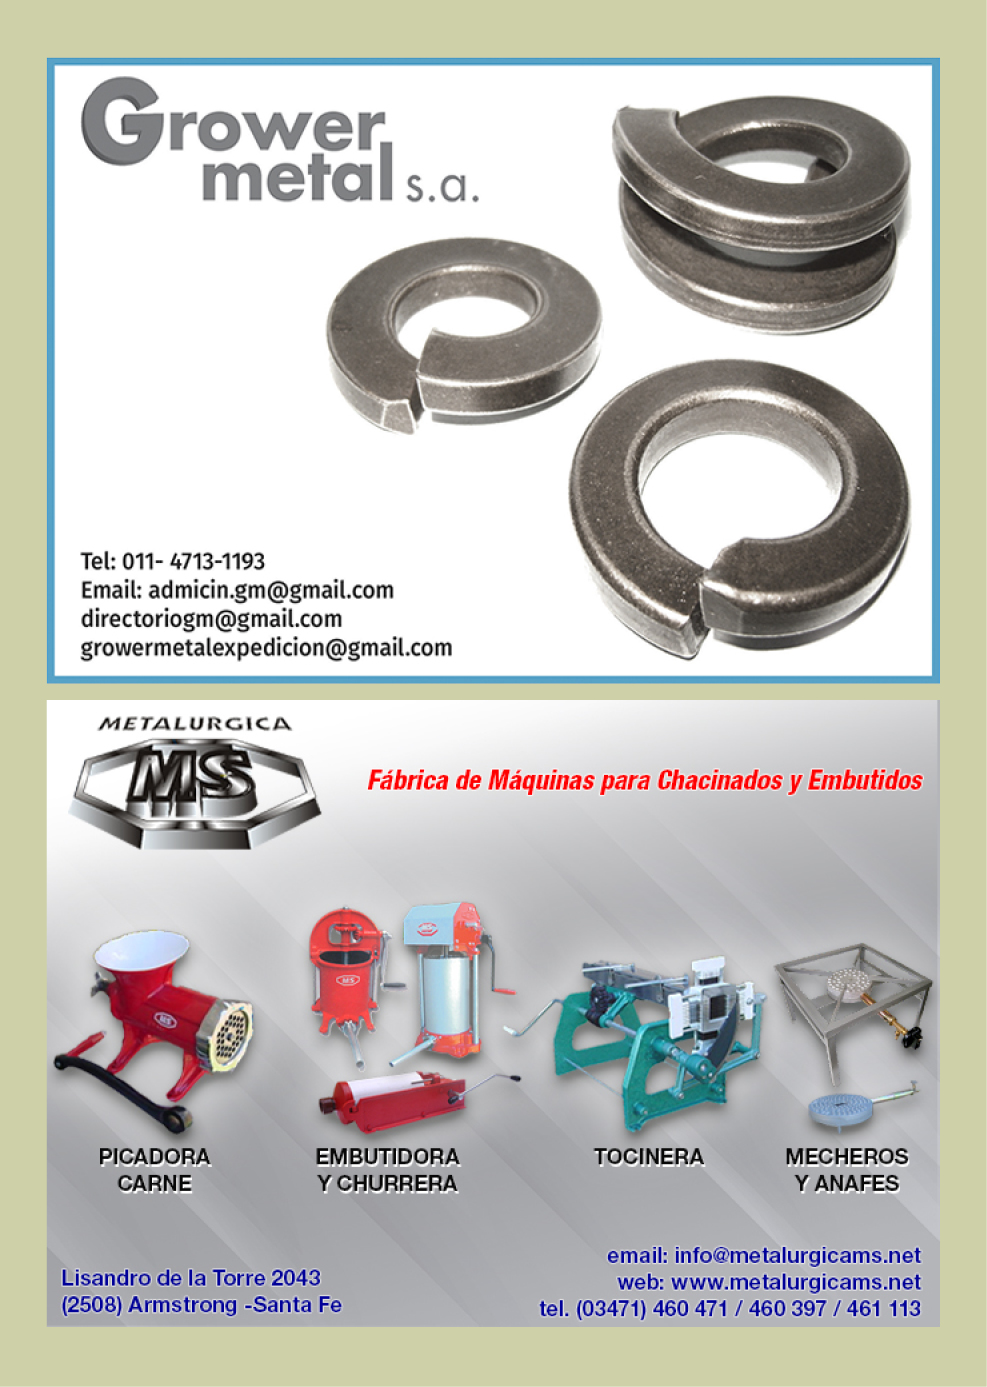 Grower
metal s.a.
Tel: 011- 4713-1193
Email: admicin.gm@gmail.com
directoriogm@gmail.com
growermetalexpedicion@gmail.com
METALURGICA
MS
Fábrica de Máquinas para Chacinados y Embutidos
MS
MS
PICADORA
CARNE
EMBUTIDORA
Y CHURRERA
TOCINERA
MECHEROS
Y ANAFES
Lisandro de la Torre 2043
(2508) Armstrong -Santa Fe
email: info@metalurgicams.net
web: www.metalurgicams.net
tel. (03471) 460 471 / 460 397 / 461 113